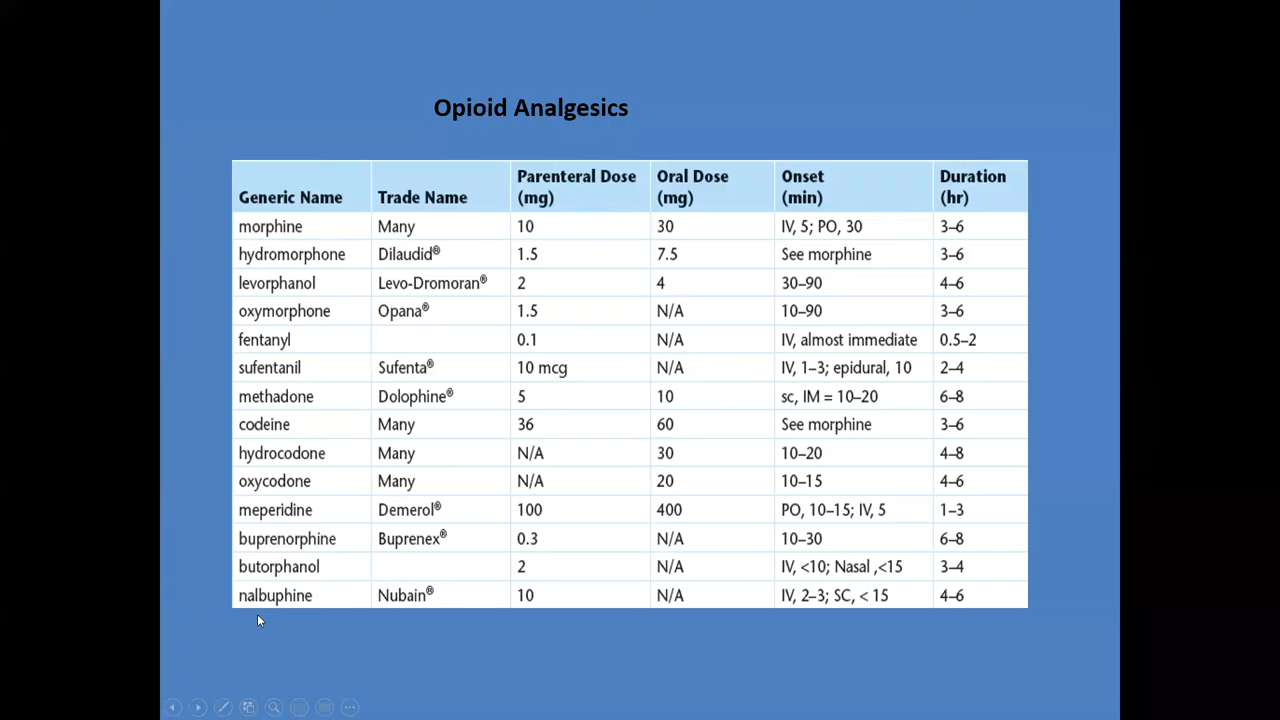 Opioid Analgesics
Generic Name Trade Name Parenteral Dose (mg) Oral Dose (mg) Onset (min) Duration (hr)
morphine Many 10 30 IV, 5; PO, 30 3–6
hydromorphone Dilaudid® 1.5 7.5 See morphine 3–6
levorphanol Levo-Dromoran® 2 4 30–90 4–6
oxymorphone Opana® 1.5 N/A 10–90 3–6
fentanyl 0.1 N/A IV, almost immediate 0.5–2
sufentanil Sufenta® 10 mcg N/A IV, 1–3; epidural, 10 2–4
methadone Dolophine® 5 10 sc, IM = 10–20 6–8
codeine Many 36 60 See morphine 3–6
hydrocodone Many N/A 30 10–20 4–8
oxycodone Many N/A 20 10–15 4–6
meperidine Demerol® 100 400 PO, 10–15; IV, 5 1–3
buprenorphine Buprenex® 0.3 N/A 10–30 6–8
butorphanol 2 N/A IV, <10; Nasal ,<15 3–4
nalbuphine Nubain® 10 N/A IV, 2–3; SC, < 15 4–6